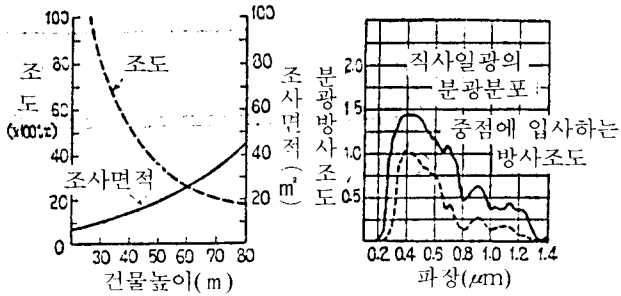 조도
(×100ℓx)
100
80
60
40
20
0
조도
조사면적
20 30 40 50 60 70 80
건물높이(m)
100
80
60
40
20
조사면적(m²)
분광방사조도
2.0
1.5
1.0
0.5
직사일광의
분광분포
중점에 입사하는
방사조도
0.2 0.4 0.6 0.8 1.0 1.2 1.4
파장(μm)